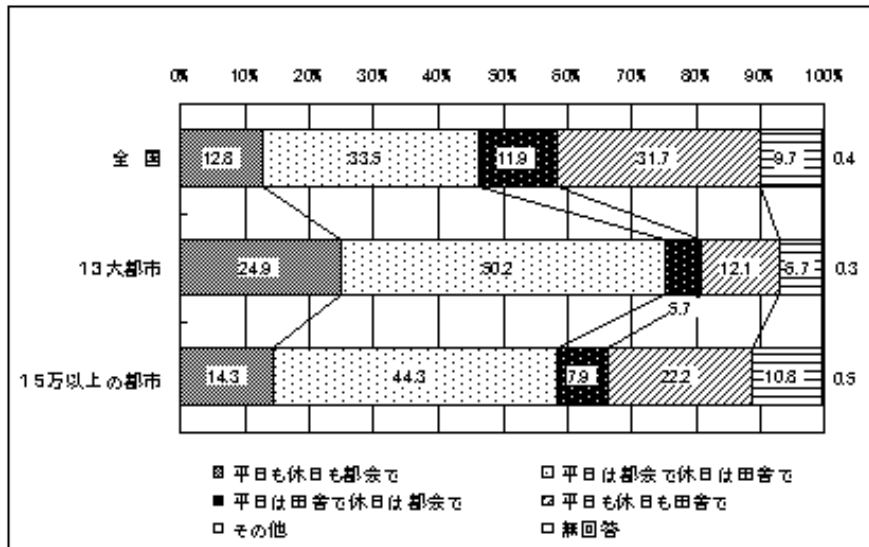 0% 10% 20% 30% 40% 50% 60% 70% 80% 90% 100%
全 国 12.8 33.5 11.9 31.7 9.7 0.4
13大都市 24.9 50.2 12.1 6.7 0.3
5.7
15万以上の都市 14.3 44.3 7.9 22.2 10.8 0.5
平日も休日も都会で 平日は都会で休日は田舎で
平日は田舎で休日は都会で 平日も休日も田舎で
その他 無回答